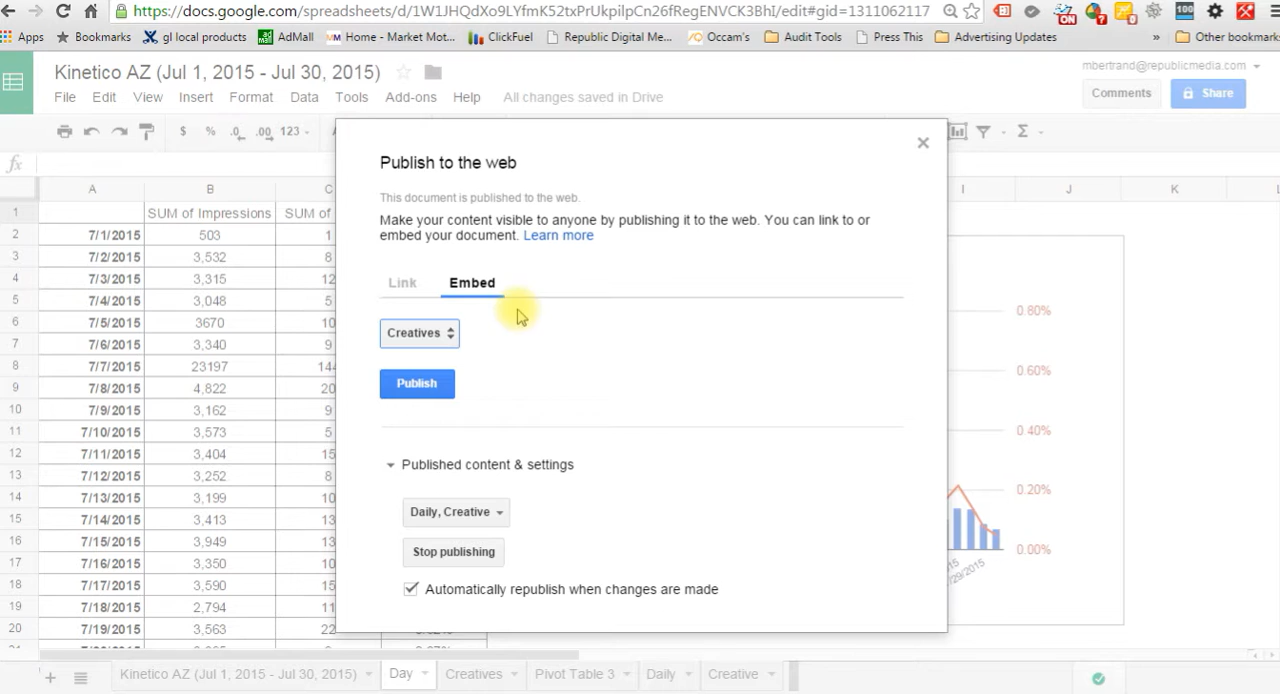 https://docs.google.com/spreadsheets/d/1W1JHQdXo9LYfmK52txPrUkpilpCn26fRegENVCK3BhI/edit#gid=1311062117
ON
100
Apps Bookmarks gl local products AdMall Home - Market Mot... ClickFuel Republic Digital Me... Occam's Audit Tools Press This Advertising Updates » Other bookmarks
Kinetico AZ (Jul 1, 2015 - Jul 30, 2015)
mbertrand@republicmedia.com
File Edit View Insert Format Data Tools Add-ons Help All changes saved in Drive
Comments Share
$ % .0 .00 123
fx
A B C I J K
1 SUM of Impressions SUM of
2 7/1/2015 503 1
3 7/2/2015 3,532 8
4 7/3/2015 3,315 12
5 7/4/2015 3,048 5
6 7/5/2015 3670 10
7 7/6/2015 3,340 9
8 7/7/2015 23197 144
9 7/8/2015 4,822 20
10 7/9/2015 3,162 9
11 7/10/2015 3,573 5
12 7/11/2015 3,404 15
13 7/12/2015 3,252 8
14 7/13/2015 3,199 10
15 7/14/2015 3,413 13
16 7/15/2015 3,949 13
17 7/16/2015 3,350 10
18 7/17/2015 3,590 15
19 7/18/2015 2,794 11
20 7/19/2015 3,563 22
Publish to the web
This document is published to the web.
Make your content visible to anyone by publishing it to the web. You can link to or
embed your document. Learn more
Link Embed
Creatives
Publish
Published content & settings
Daily, Creative
Stop publishing
Automatically republish when changes are made
0.80%
0.60%
0.40%
0.20%
0.00%
/29/2015
Kinetico AZ (Jul 1, 2015 - Jul 30, 2015) Day Creatives Pivot Table 3 Daily Creative